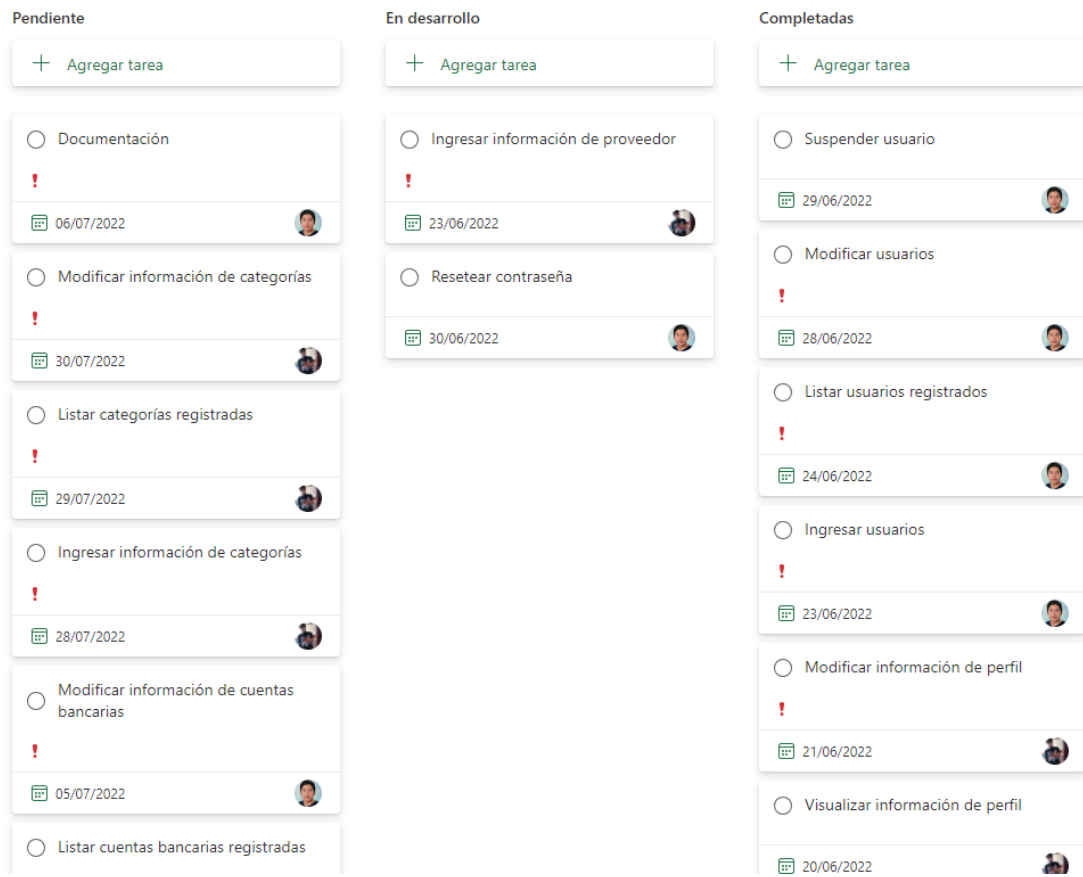 Pendiente
Agregar tarea
Documentación
06/07/2022
Modificar información de categorías
30/07/2022
Listar categorías registradas
29/07/2022
Ingresar información de categorías
28/07/2022
Modificar información de cuentas
bancarias
05/07/2022
Listar cuentas bancarias registradas
En desarrollo
Agregar tarea
Ingresar información de proveedor
23/06/2022
Resetear contraseña
30/06/2022
Completadas
Agregar tarea
Suspender usuario
29/06/2022
Modificar usuarios
28/06/2022
Listar usuarios registrados
24/06/2022
Ingresar usuarios
23/06/2022
Modificar información de perfil
21/06/2022
Visualizar información de perfil
20/06/2022